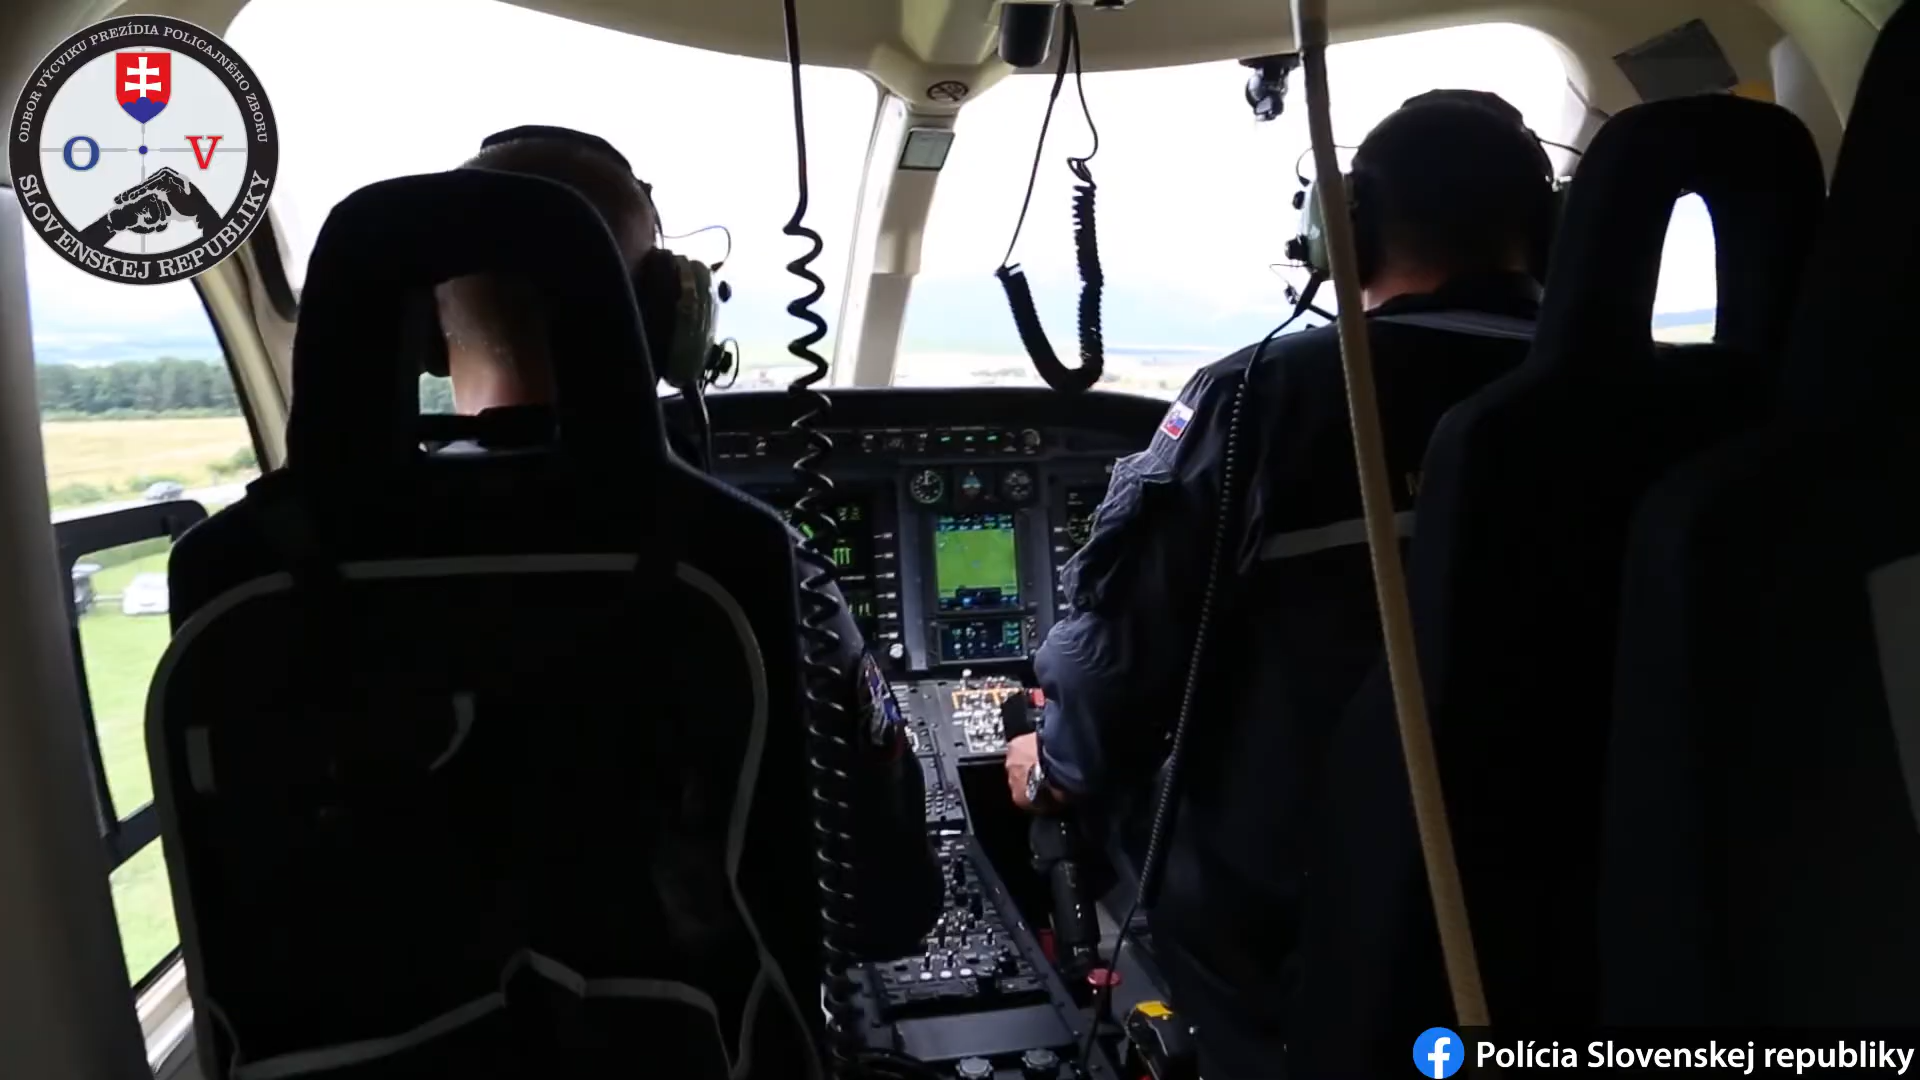 ODBOR VÝCVIKU PREZÍDIA POLICAJNÉHO ZBORU
O V
SLOVENSKEJ REPUBLIKY
Polícia Slovenskej republiky